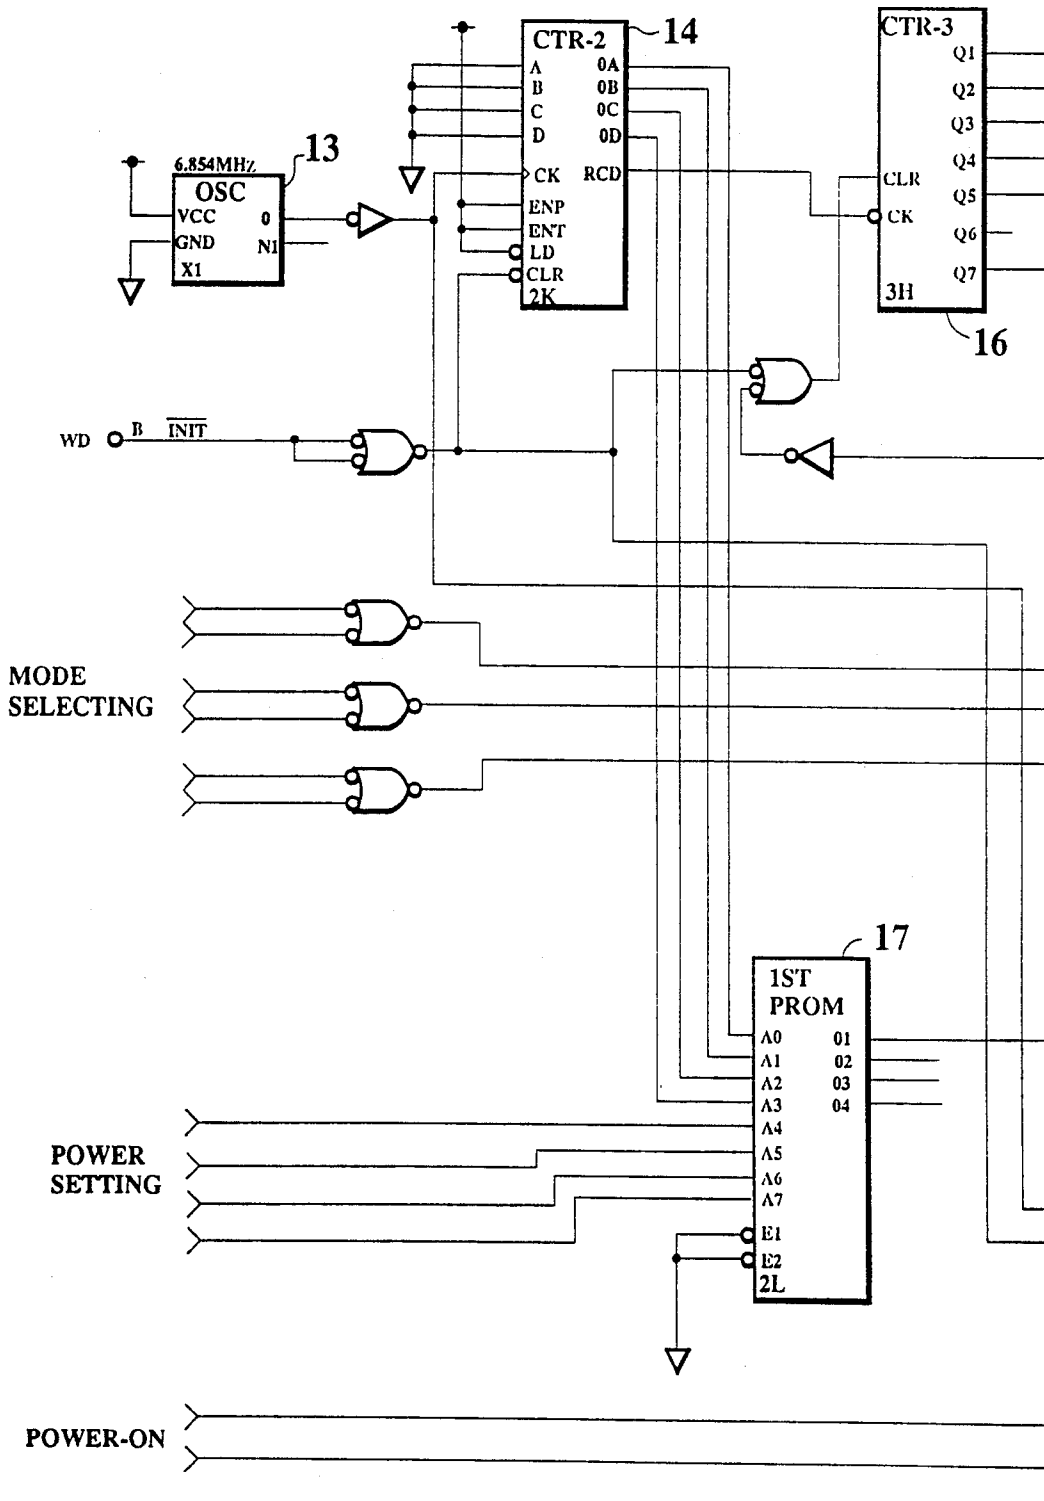 CTR-2
14
A
B
C
D
0A
0B
0C
0D
CK
RCD
ENP
ENT
LD
CLR
2K
CTR-3
Q1
Q2
Q3
Q4
Q5
Q6
Q7
CLR
CK
3H
16
6.854MHz
13
OSC
VCC
0
GND
N1
X1
WD
B
INIT
MODE
SELECTING
17
1ST
PROM
A0
A1
A2
A3
A4
A5
A6
A7
01
02
03
04
E1
E2
2L
POWER
SETTING
POWER-ON